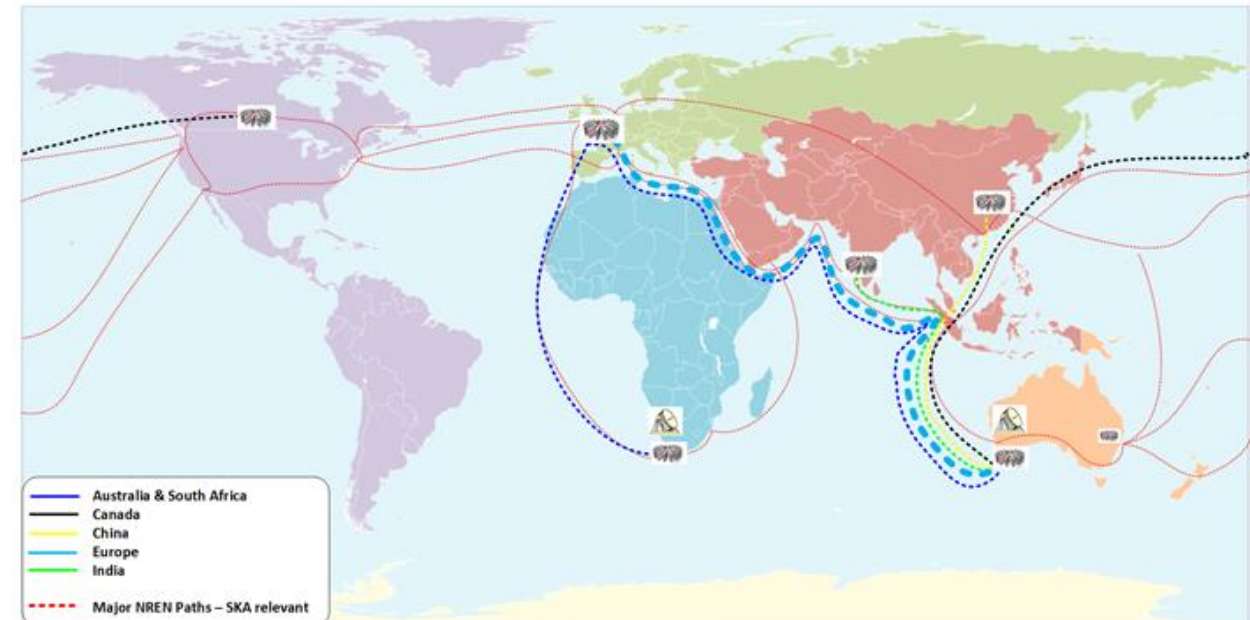 Australia & South Africa
Canada
China
Europe
India
Major NREN Paths – SKA relevant